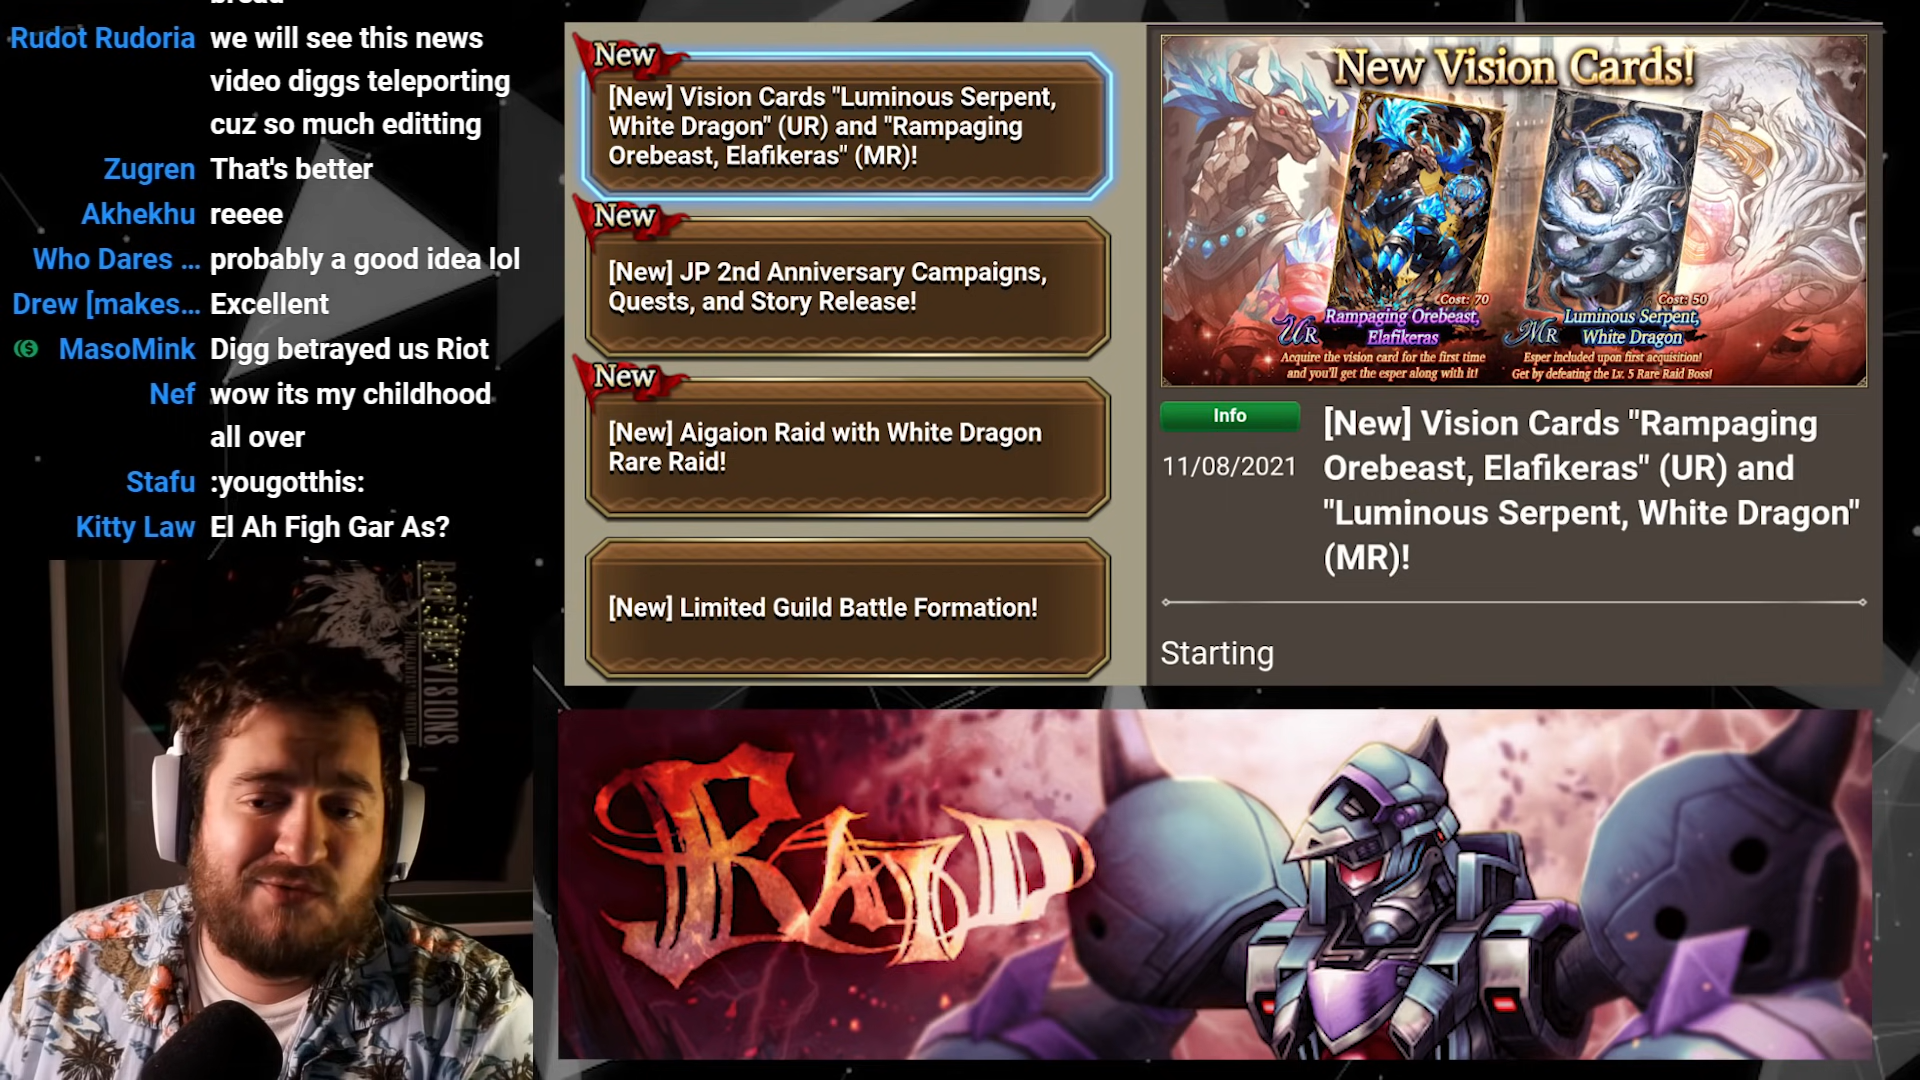 Rudot Rudoria we will see this news
video diggs teleporting
cuz so much editting
Zugren That's better
Akhekhu reeee
Who Dares ... probably a good idea lol
Drew [makes... Excellent
MasoMink Digg betrayed us Riot
Nef wow its my childhood
all over
Stafu :yougotthis:
Kitty Law El Ah Figh Gar As?
VISIONS
New
[New] Vision Cards "Luminous Serpent,
White Dragon" (UR) and "Rampaging
Orebeast, Elafikeras" (MR)!
New
[New] JP 2nd Anniversary Campaigns,
Quests, and Story Release!
New
[New] Aigaion Raid with White Dragon
Rare Raid!
[New] Limited Guild Battle Formation!
New Vision Cards!
Cost: 70
UR Rampaging Orebeast,
Elafikeras
Acquire the vision card for the first time
and you'll get the esper along with it!
Cost: 50
MR Luminous Serpent,
White Dragon
Esper included upon first acquisition!
Get by defeating the Lv. 5 Rare Raid Boss!
Info
11/08/2021
[New] Vision Cards "Rampaging
Orebeast, Elafikeras" (UR) and
"Luminous Serpent, White Dragon"
(MR)!
Starting
RAID